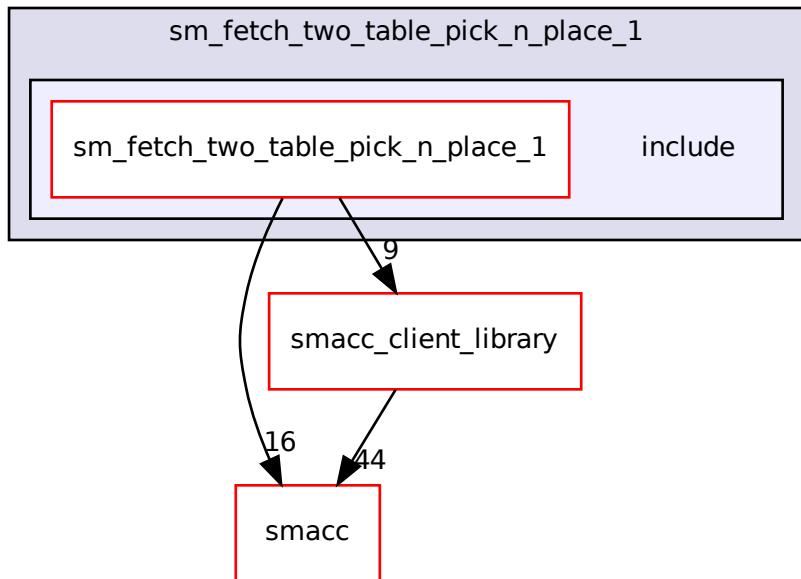 sm_fetch_two_table_pick_n_place_1
sm_fetch_two_table_pick_n_place_1
include
9
smacc_client_library
16
44
smacc